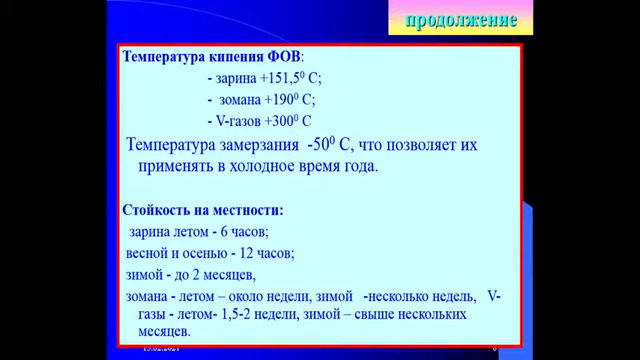 продолжение
Температура кипения ФОВ:
- зарина +151,5⁰ С;
- зомана +190⁰ С;
- V-газов +300⁰ С
Температура замерзания -50⁰ С, что позволяет их
применять в холодное время года.
Стойкость на местности:
зарина летом - 6 часов;
весной и осенью - 12 часов;
зимой - до 2 месяцев,
зомана - летом – около недели, зимой -несколько недель, V-
газы - летом- 1,5-2 недели, зимой – свыше нескольких
месяцев.